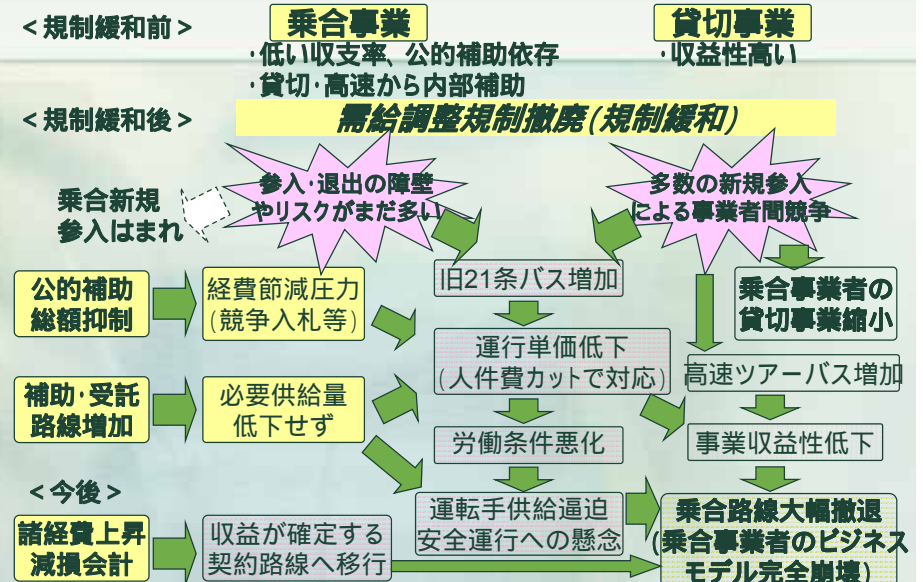 ＜規制緩和前＞
乗合事業
・低い収支率、公的補助依存
・貸切・高速から内部補助
貸切事業
・収益性高い
＜規制緩和後＞
需給調整規制撤廃(規制緩和)
参入・退出の障壁
やリスクがまだ多い
多数の新規参入
による事業者間競争
乗合新規
参入はまれ
公的補助
総額抑制
経費節減圧力
(競争入札等)
旧21条バス増加
乗合事業者の
貸切事業縮小
運行単価低下
(人件費カットで対応)
高速ツアーバス増加
補助・受託
路線増加
必要供給量
低下せず
労働条件悪化
事業収益性低下
＜今後＞
諸経費上昇
減損会計
収益が確定する
契約路線へ移行
運転手供給逼迫
安全運行への懸念
乗合路線大幅撤退
(乗合事業者のビジネス
モデル完全崩壊)